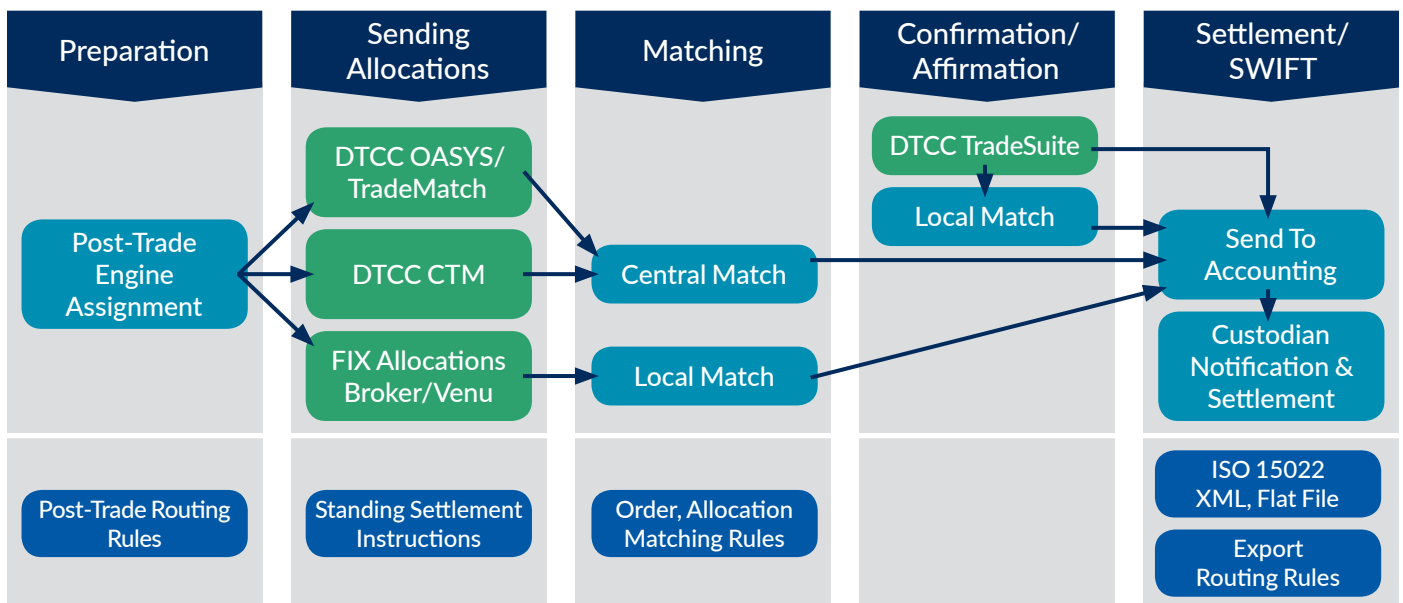 Preparation
Sending
Allocations
Matching
Confirmation/
Affirmation
Settlement/
SWIFT
Post-Trade
Engine
Assignment
DTCC OASYS/
TradeMatch
DTCC CTM
FIX Allocations
Broker/Venu
Central Match
Local Match
DTCC TradeSuite
Local Match
Send To
Accounting
Custodian
Notification &
Settlement
Post-Trade Routing
Rules
Standing Settlement
Instructions
Order, Allocation
Matching Rules
ISO 15022
XML, Flat File
Export
Routing Rules